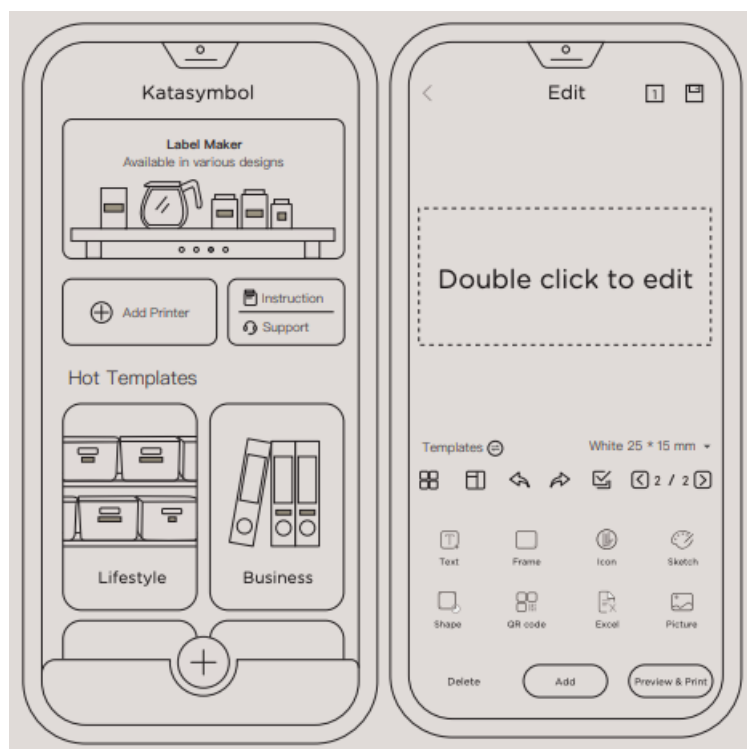 Katasymbol
Label Maker
Available in various designs
Add Printer
Instruction
Support
Hot Templates
Lifestyle
Business
Edit
1
Double click to edit
Templates
White 25 * 15 mm
2 / 2
Text
Frame
Icon
Sketch
Shape
QR code
Excel
Picture
Delete
Add
Preview & Print